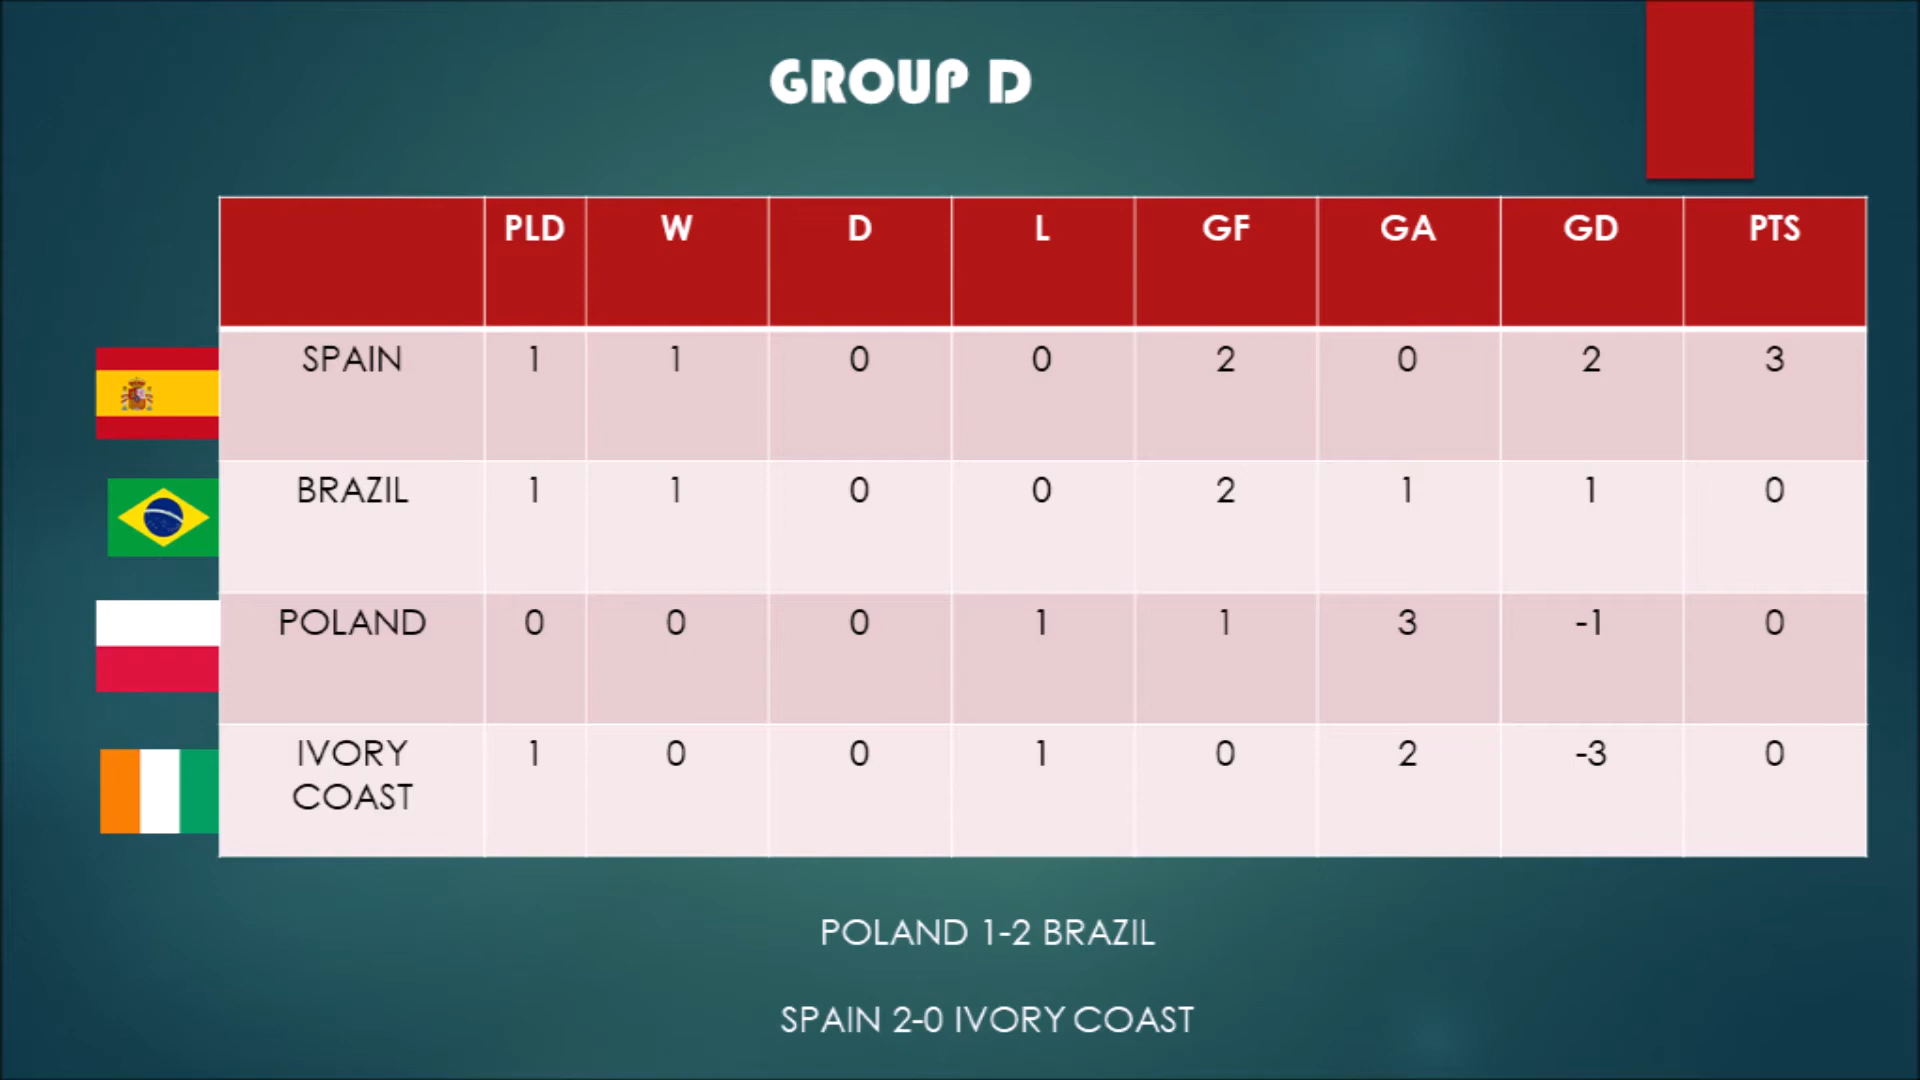 GROUP D
PLD W D L GF GA GD PTS
SPAIN 1 1 0 0 2 0 2 3
BRAZIL 1 1 0 0 2 1 1 0
POLAND 0 0 0 1 1 3 -1 0
IVORY 1 0 0 1 0 2 -3 0
COAST
POLAND 1-2 BRAZIL
SPAIN 2-0 IVORY COAST